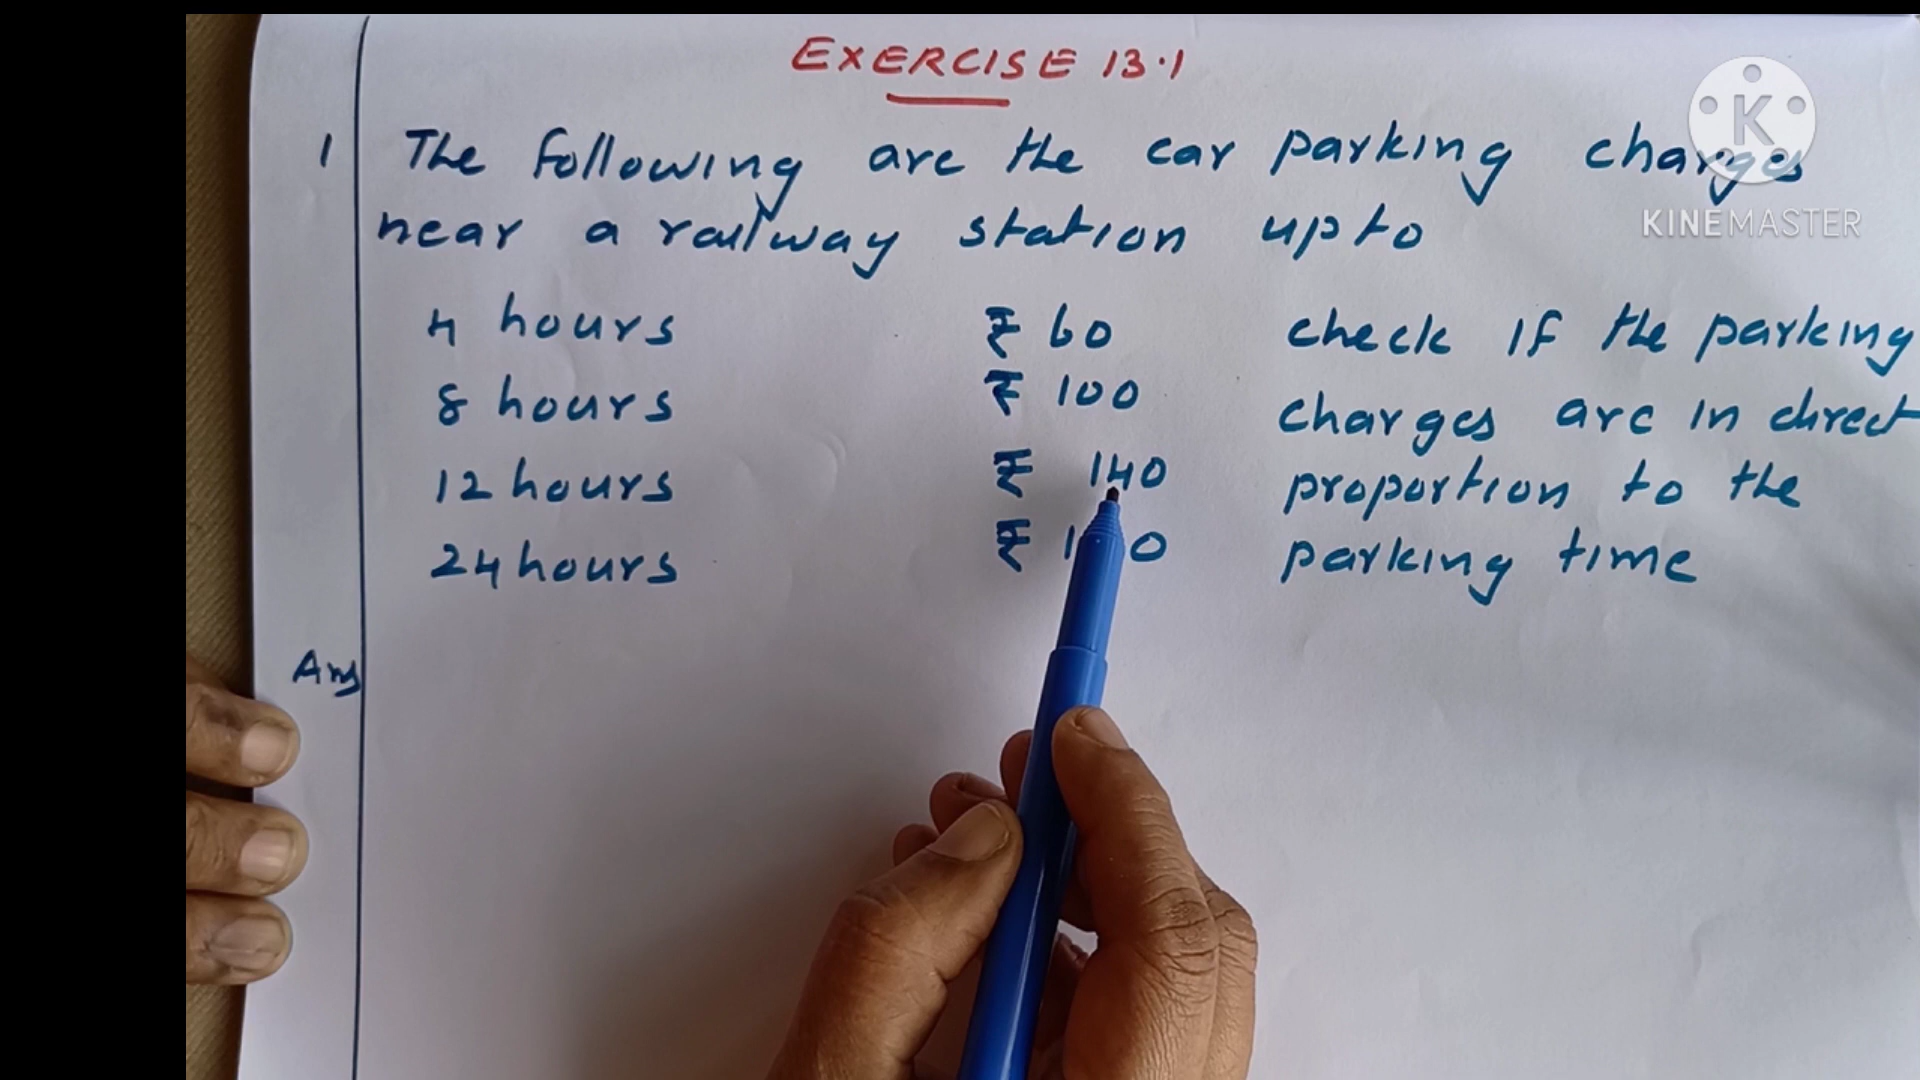 EXERCISE 13.1
1 The following are the car parking charges
near a railway station upto
4 hours ₹ 60 check if the parking
8 hours ₹ 100 charges are in direct
12 hours ₹ 140 proportion to the
24 hours ₹ parking time
Ans
K
KINEMASTER